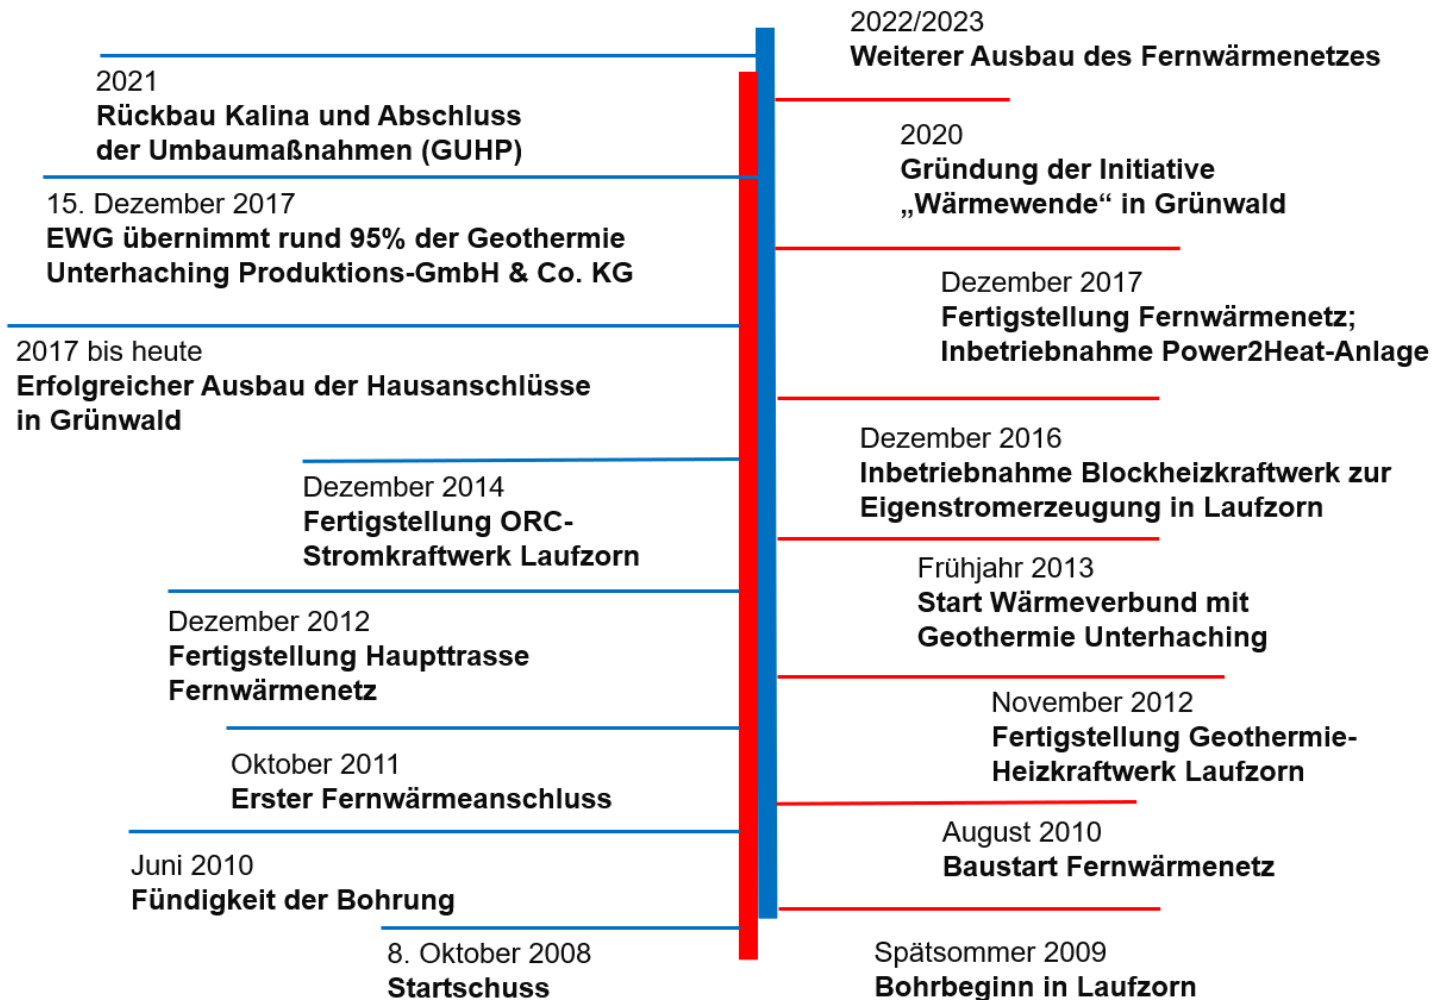 2022/2023
Weiterer Ausbau des Fernwärmenetzes
2021
Rückbau Kalina und Abschluss
der Umbaumaßnahmen (GUHP)
2020
Gründung der Initiative
„Wärmewende“ in Grünwald
15. Dezember 2017
EWG übernimmt rund 95% der Geothermie
Unterhaching Produktions-GmbH & Co. KG
Dezember 2017
Fertigstellung Fernwärmenetz;
Inbetriebnahme Power2Heat-Anlage
2017 bis heute
Erfolgreicher Ausbau der Hausanschlüsse
in Grünwald
Dezember 2016
Inbetriebnahme Blockheizkraftwerk zur
Eigenstromerzeugung in Laufzorn
Dezember 2014
Fertigstellung ORC-
Stromkraftwerk Laufzorn
Frühjahr 2013
Start Wärmeverbund mit
Geothermie Unterhaching
Dezember 2012
Fertigstellung Haupttrasse
Fernwärmenetz
November 2012
Fertigstellung Geothermie-
Heizkraftwerk Laufzorn
Oktober 2011
Erster Fernwärmeanschluss
August 2010
Baustart Fernwärmenetz
Juni 2010
Fündigkeit der Bohrung
Spätsommer 2009
Bohrbeginn in Laufzorn
8. Oktober 2008
Startschuss